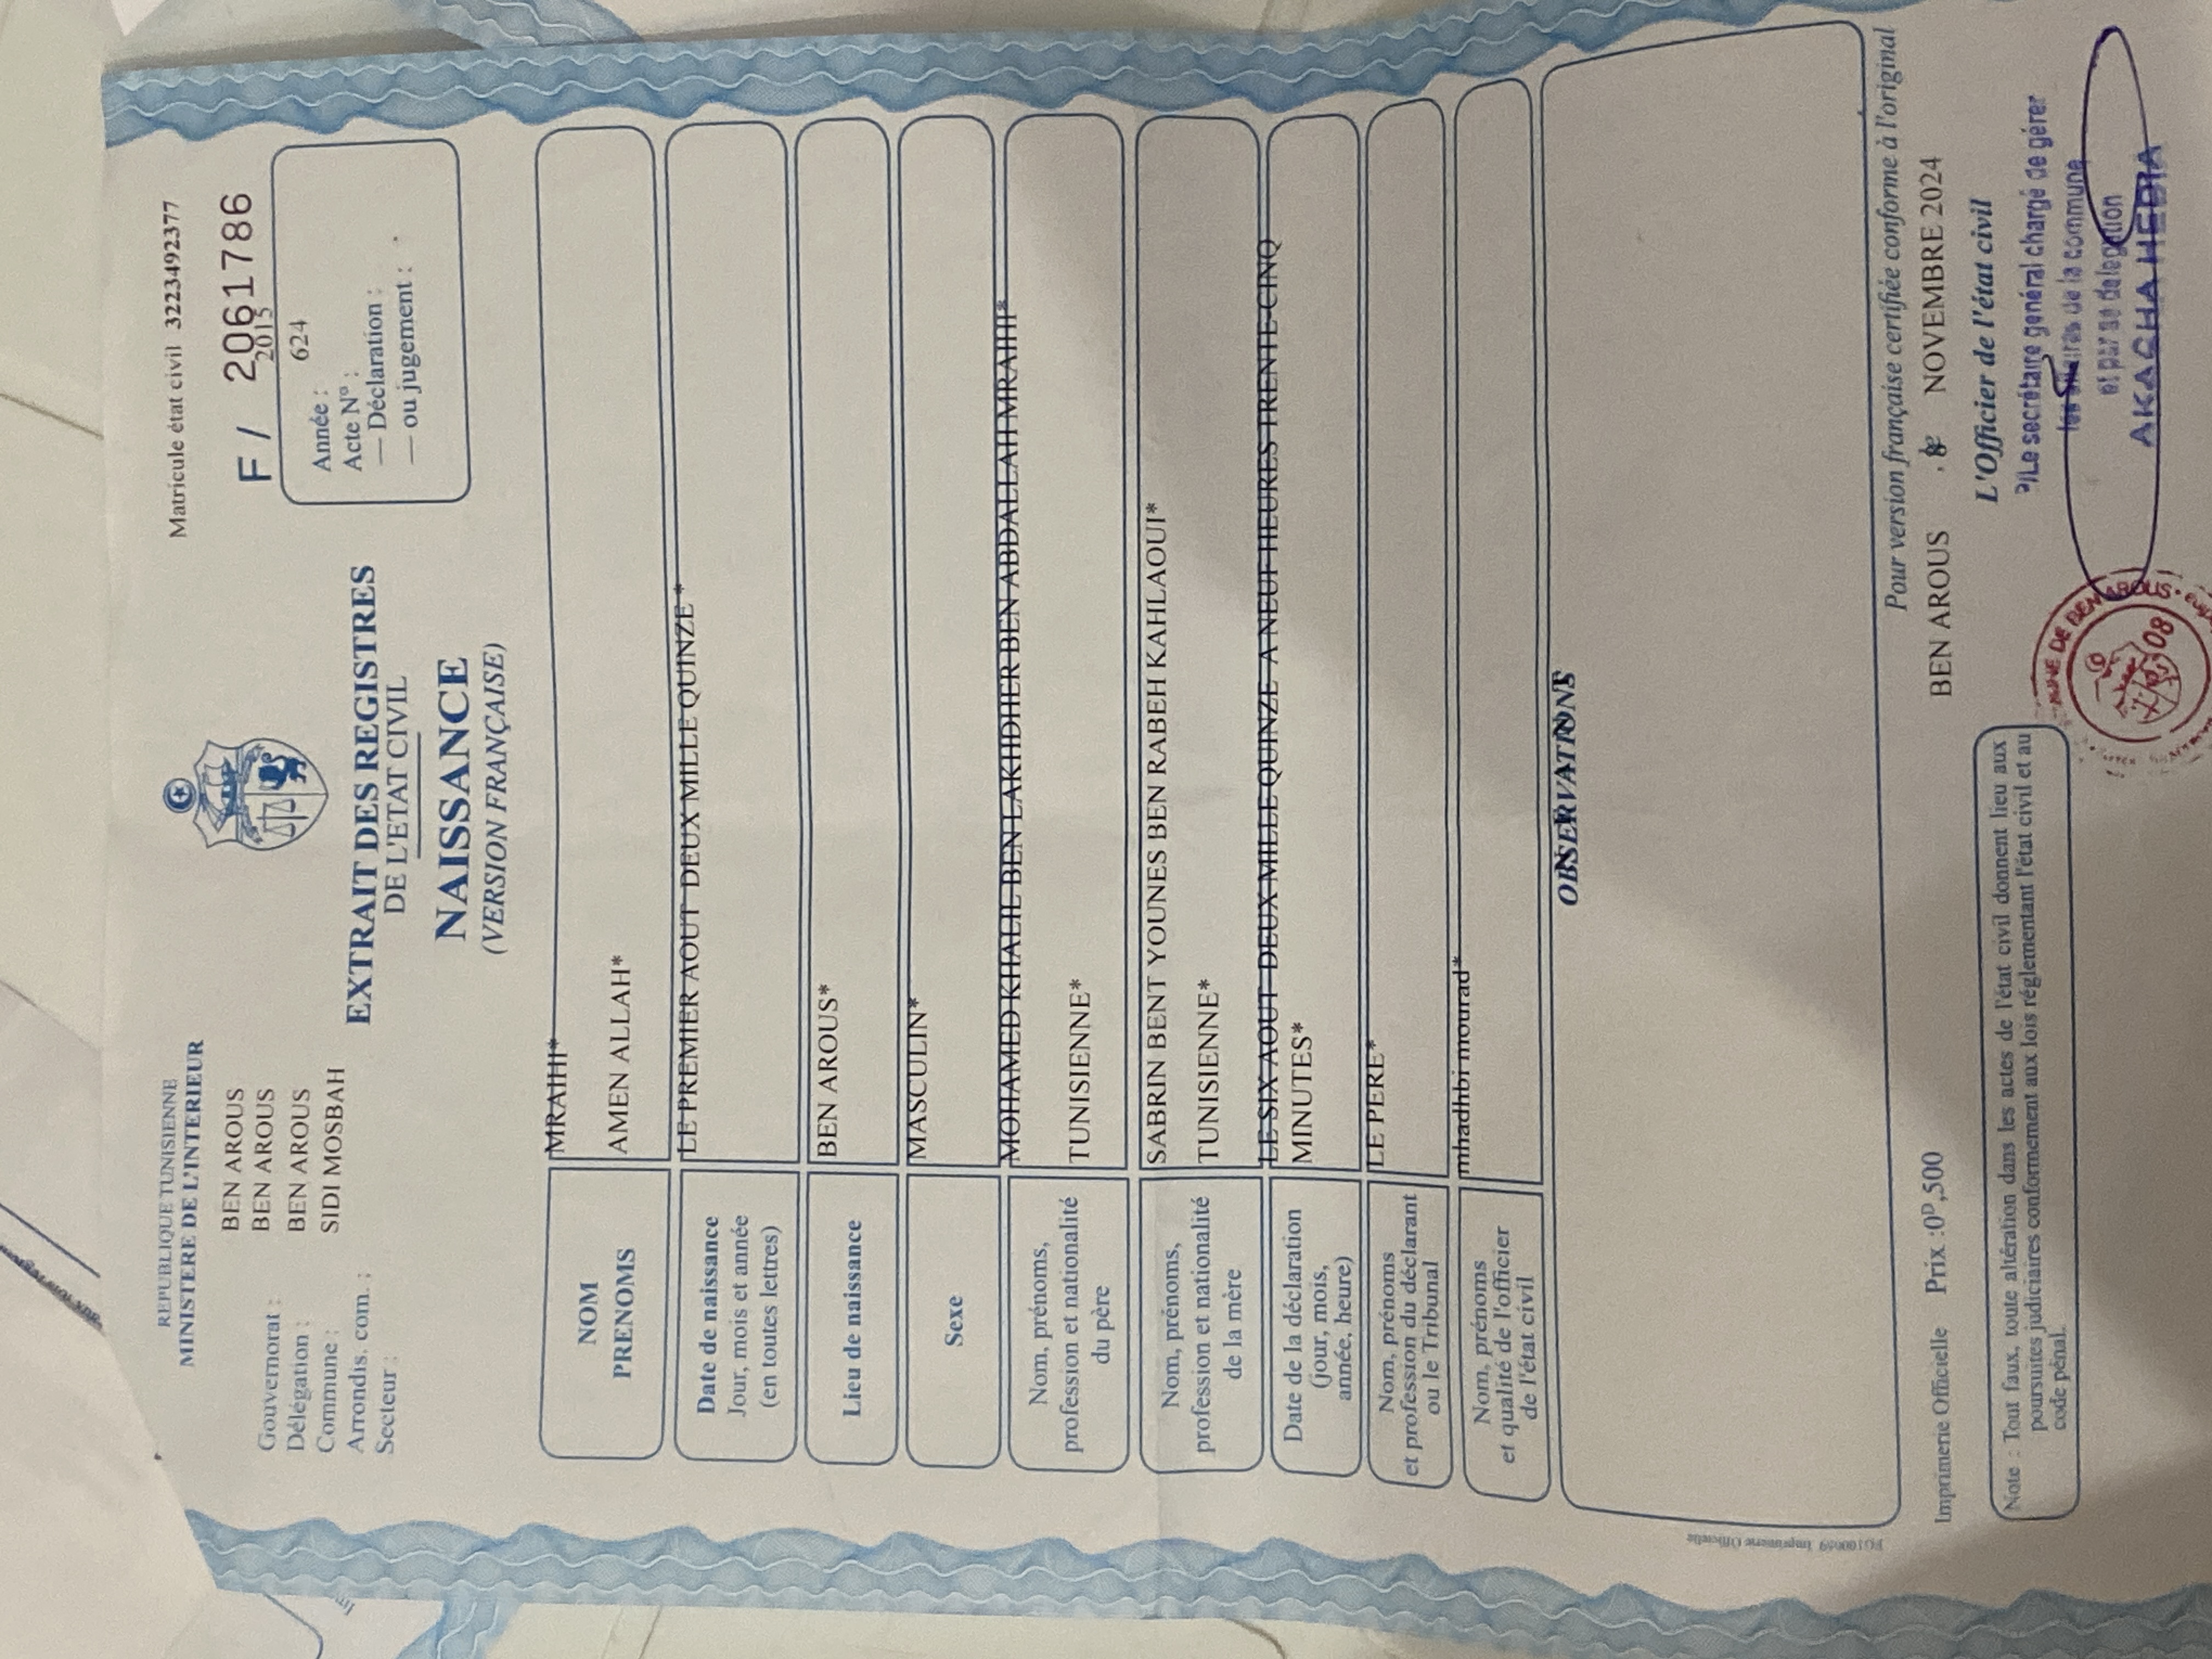 REPUBLIQUE TUNISIENNE
MINISTERE DE L'INTERIEUR
Gouvernorat : BEN AROUS
Délégation : BEN AROUS
Commune : BEN AROUS
Arrondis. com. : SIDI MOSBAH
Secteur :
Matricule état civil 3223492377
F / 2061786
Année : 2015
Acte N° : 624
— Déclaration :
— ou jugement :
EXTRAIT DES REGISTRES
DE L'ETAT CIVIL
NAISSANCE
(VERSION FRANÇAISE)
NOM
PRENOMS
MRAIHI*
AMEN ALLAH*
Date de naissance
Jour, mois et année
(en toutes lettres)
LE PREMIER AOUT DEUX MILLE QUINZE *
Lieu de naissance
BEN AROUS*
Sexe
MASCULIN*
Nom, prénoms,
profession et nationalité
du père
MOHAMED KHALIL BEN LAKHDHER BEN ABDALLAH MRAIHI*
TUNISIENNE*
Nom, prénoms,
profession et nationalité
de la mère
SABRIN BENT YOUNES BEN RABEH KAHLAOUI*
TUNISIENNE*
Date de la déclaration
(jour, mois,
année, heure)
LE SIX AOUT DEUX MILLE QUINZE A NEUF HEURES TRENTE-CINQ
MINUTES*
Nom, prénoms
et profession du déclarant
ou le Tribunal
LE PERE*
Nom, prénoms
et qualité de l'officier
de l'état civil
mhadhbi mourad*
OBSERVATIONS
Pour version française certifiée conforme à l'original
BEN AROUS , NOVEMBRE 2024
L'Officier de l'état civil
P/Le secrétaire général chargé de gérer
les de la commune
et par se delegation
AKACHA HEDIA
Imprimerie Officielle Prix :0ᴰ,500
Note : Tout faux, toute altération dans les actes de l'état civil donnent lieu aux
poursuites judiciaires conformement aux lois réglementant l'état civil et au
code pénal.
Imprimerie Officielle
DE BEN AROUS
08